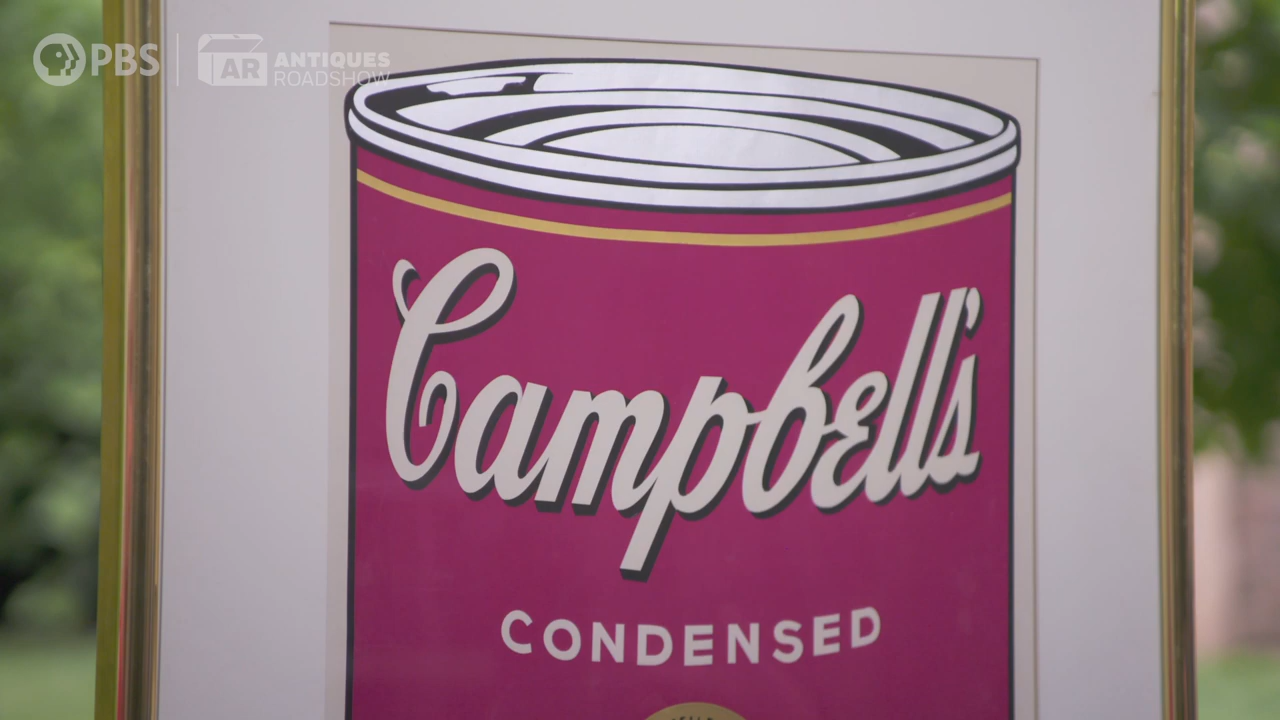 PBS
AR
ANTIQUES
ROADSHOW
Campbell's
CONDENSED